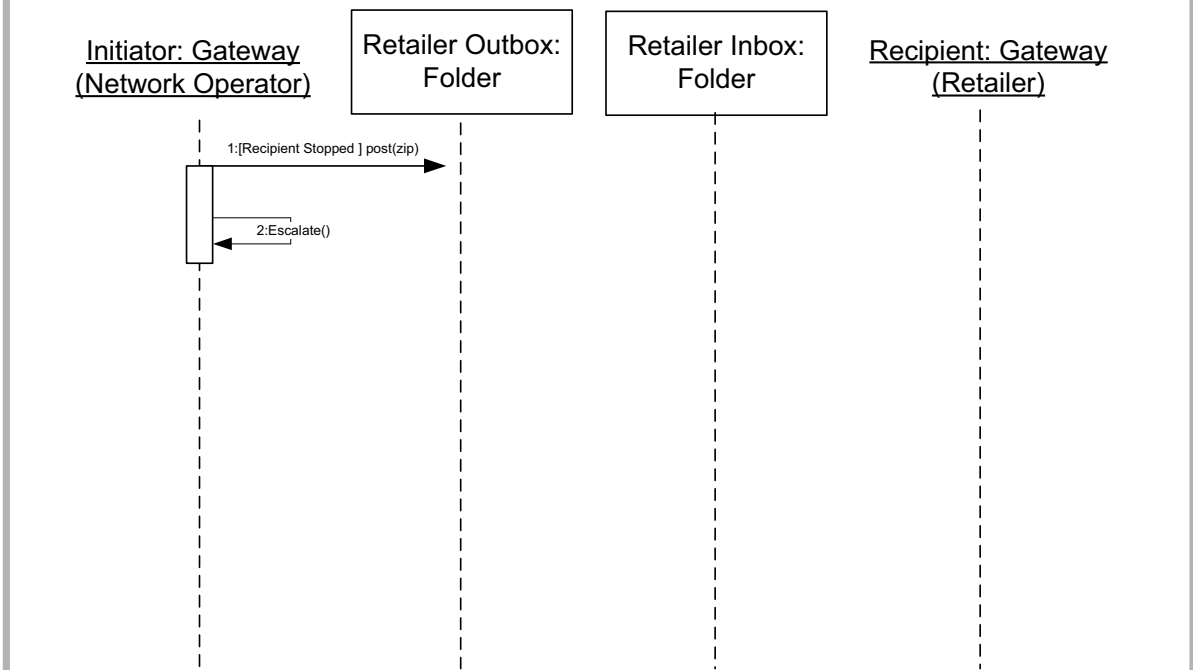 Initiator: Gateway
(Network Operator)
Retailer Outbox:
Folder
Retailer Inbox:
Folder
Recipient: Gateway
(Retailer)
1:[Recipient Stopped ] post(zip)
2:Escalate()